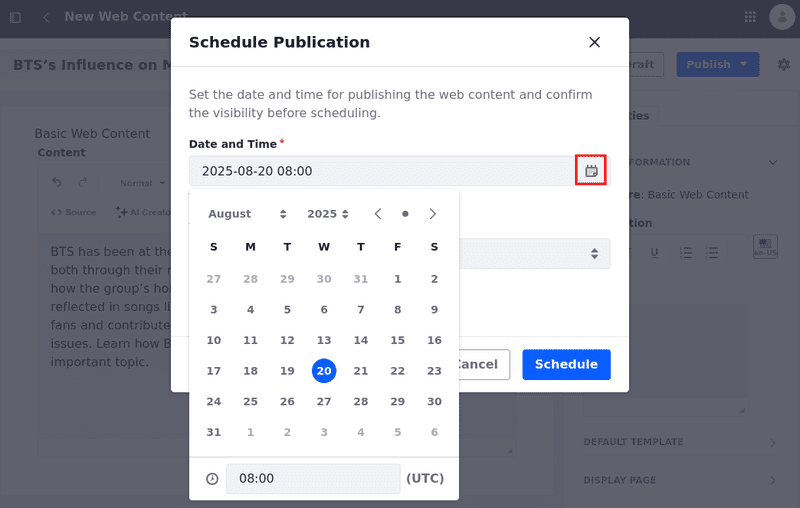 New Web Content
BTS's Influence on M
Draft
Publish
Schedule Publication
Set the date and time for publishing the web content and confirm
the visibility before scheduling.
Date and Time *
2025-08-20 08:00
August 2025
S M T W T F S
27 28 29 30 31 1 2
3 4 5 6 7 8 9
10 11 12 13 14 15 16
17 18 19 20 21 22 23
24 25 26 27 28 29 30
31 1 2 3 4 5 6
08:00 (UTC)
Cancel
Schedule
Basic Web Content
Content
Normal
Source
AI Creato
BTS has been at the
both through their
how the group's ho
reflected in songs l
fans and contribute
issues. Learn how B
important topic.
ties
FORMATION
re: Basic Web Content
tion
U
en-US
DEFAULT TEMPLATE
DISPLAY PAGE